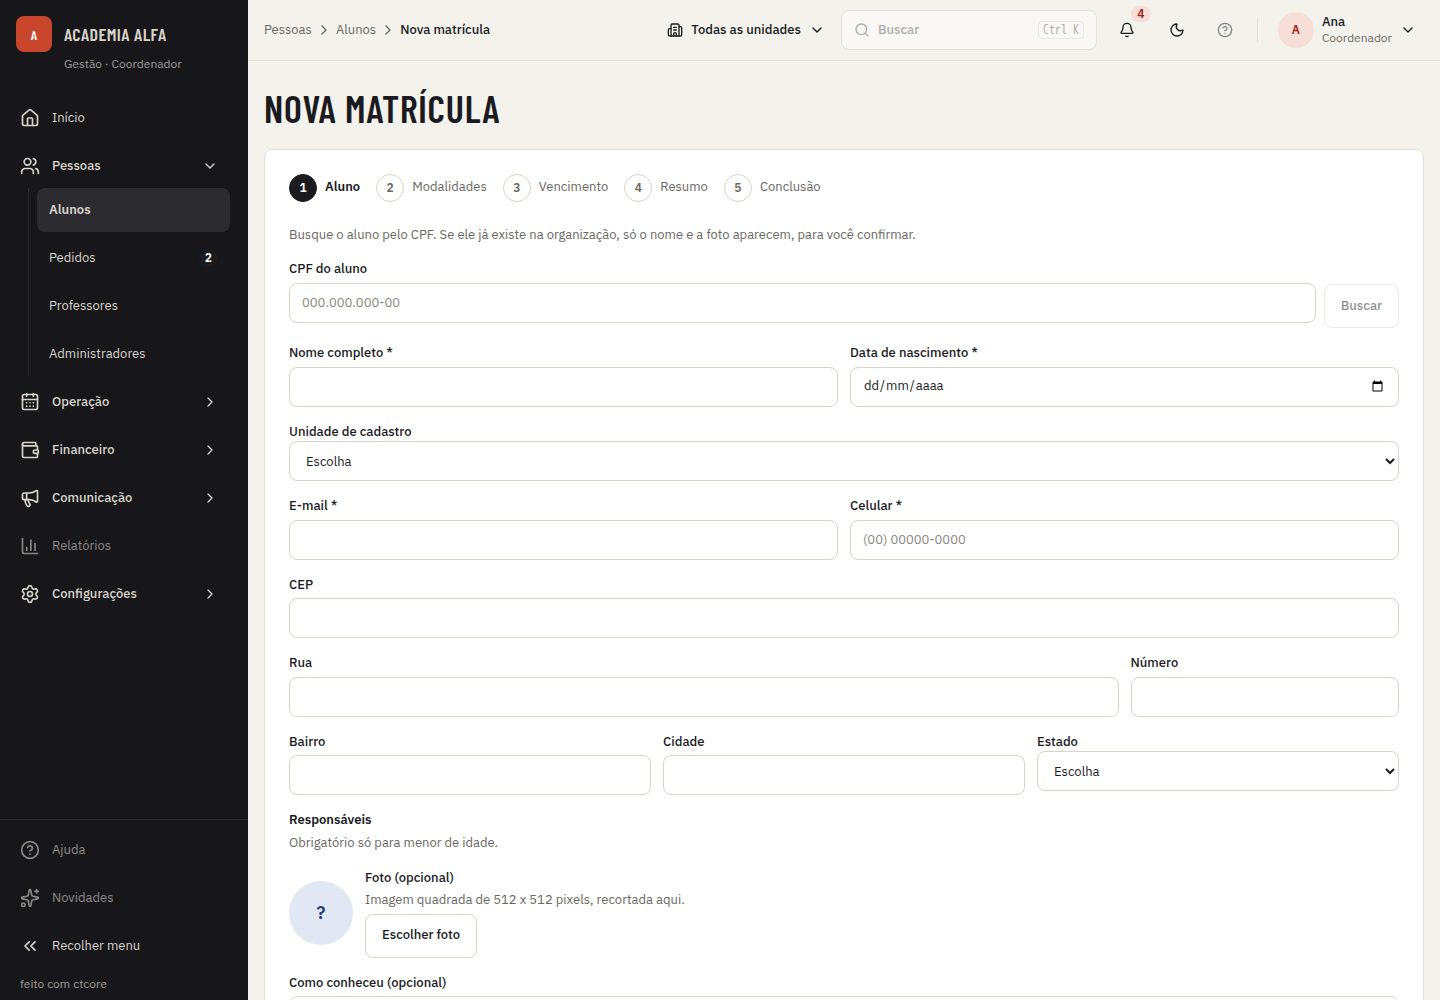 A
ACADEMIA ALFA
Gestão · Coordenador
Início
Pessoas
Alunos
Pedidos 2
Professores
Administradores
Operação
Financeiro
Comunicação
Relatórios
Configurações
Ajuda
Novidades
Recolher menu
feito com ctcore
Pessoas > Alunos > Nova matrícula
Todas as unidades
Buscar Ctrl K
4
A
Ana
Coordenador
NOVA MATRÍCULA
1 Aluno 2 Modalidades 3 Vencimento 4 Resumo 5 Conclusão
Busque o aluno pelo CPF. Se ele já existe na organização, só o nome e a foto aparecem, para você confirmar.
CPF do aluno
000.000.000-00 Buscar
Nome completo * Data de nascimento *
dd/mm/aaaa
Unidade de cadastro
Escolha
E-mail * Celular *
(00) 00000-0000
CEP
Rua Número
Bairro Cidade Estado
Escolha
Responsáveis
Obrigatório só para menor de idade.
?
Foto (opcional)
Imagem quadrada de 512 x 512 pixels, recortada aqui.
Escolher foto
Como conheceu (opcional)